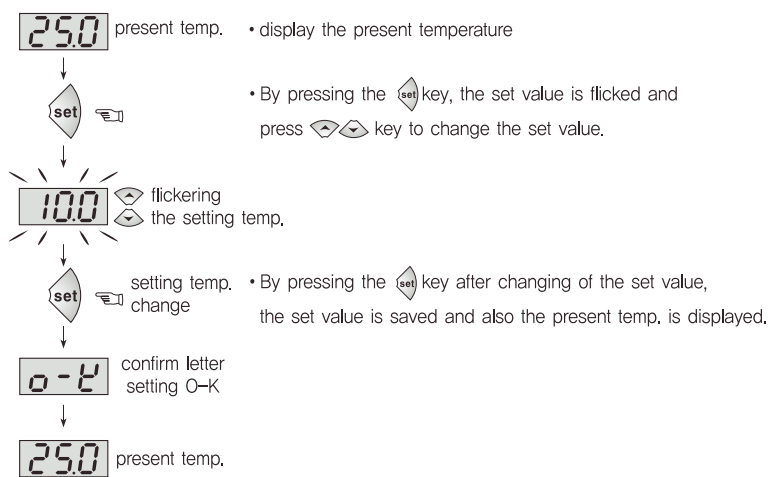 25.0 present temp. • display the present temperature
set • By pressing the set key, the set value is flicked and
press key to change the set value.
10.0 flickering
the setting temp.
set setting temp. change • By pressing the set key after changing of the set value,
the set value is saved and also the present temp. is displayed.
o-k confirm letter
setting O-K
25.0 present temp.